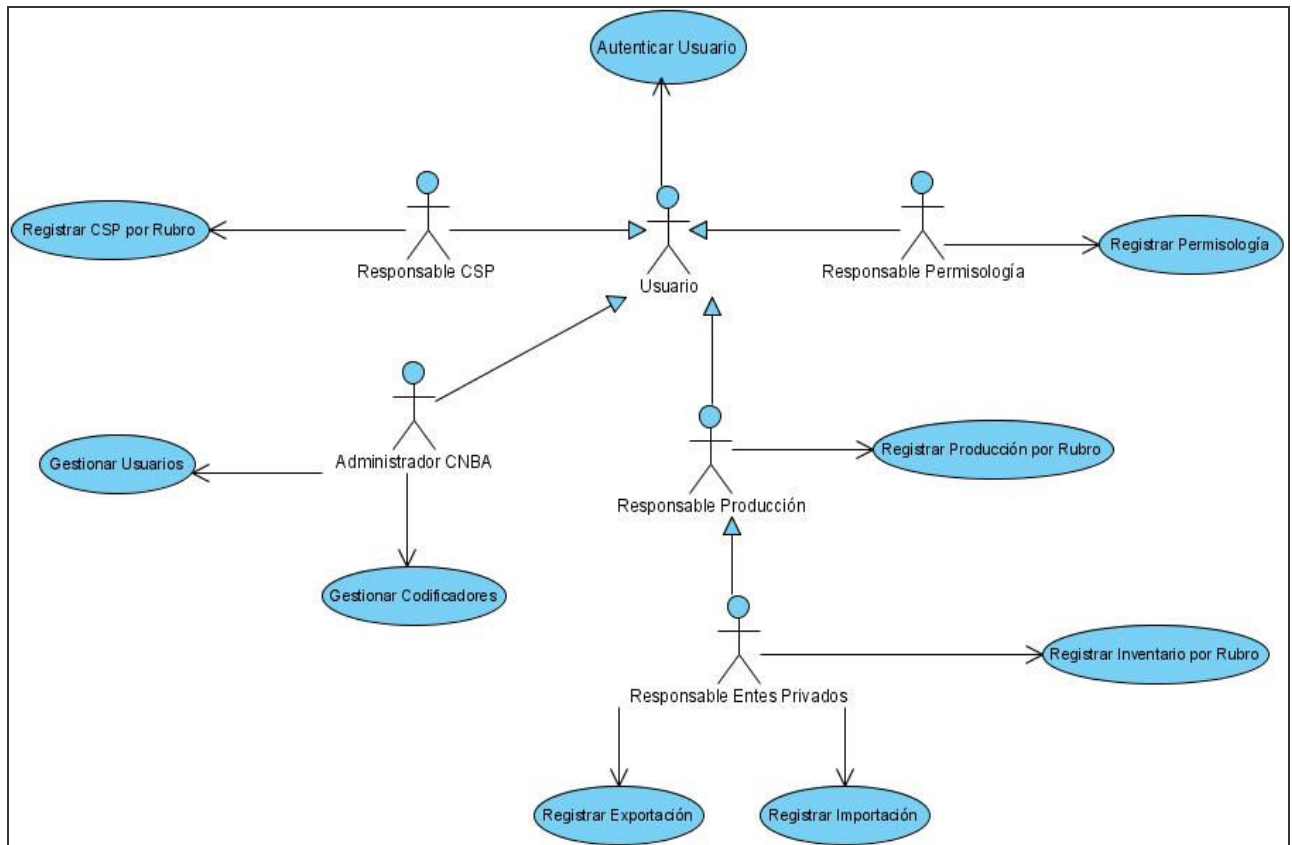 Autenticar Usuario
Registrar CSP por Rubro
Responsable CSP
Usuario
Responsable Permisología
Registrar Permisología
Gestionar Usuarios
Administrador CNBA
Registrar Producción por Rubro
Responsable Producción
Gestionar Codificadores
Registrar Inventario por Rubro
Responsable Entes Privados
Registrar Exportación
Registrar Importación